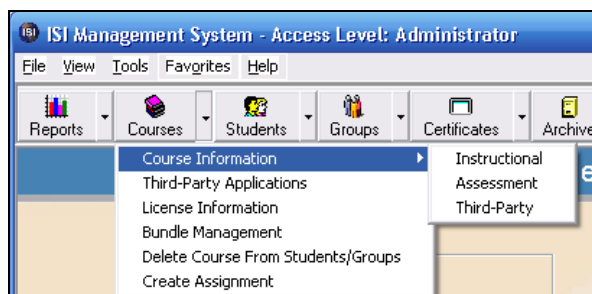 ISI Management System - Access Level: Administrator
File View Tools Favorites Help
Reports Courses Students Groups Certificates Archive
Course Information Instructional
Third-Party Applications Assessment
License Information Third-Party
Bundle Management
Delete Course From Students/Groups
Create Assignment